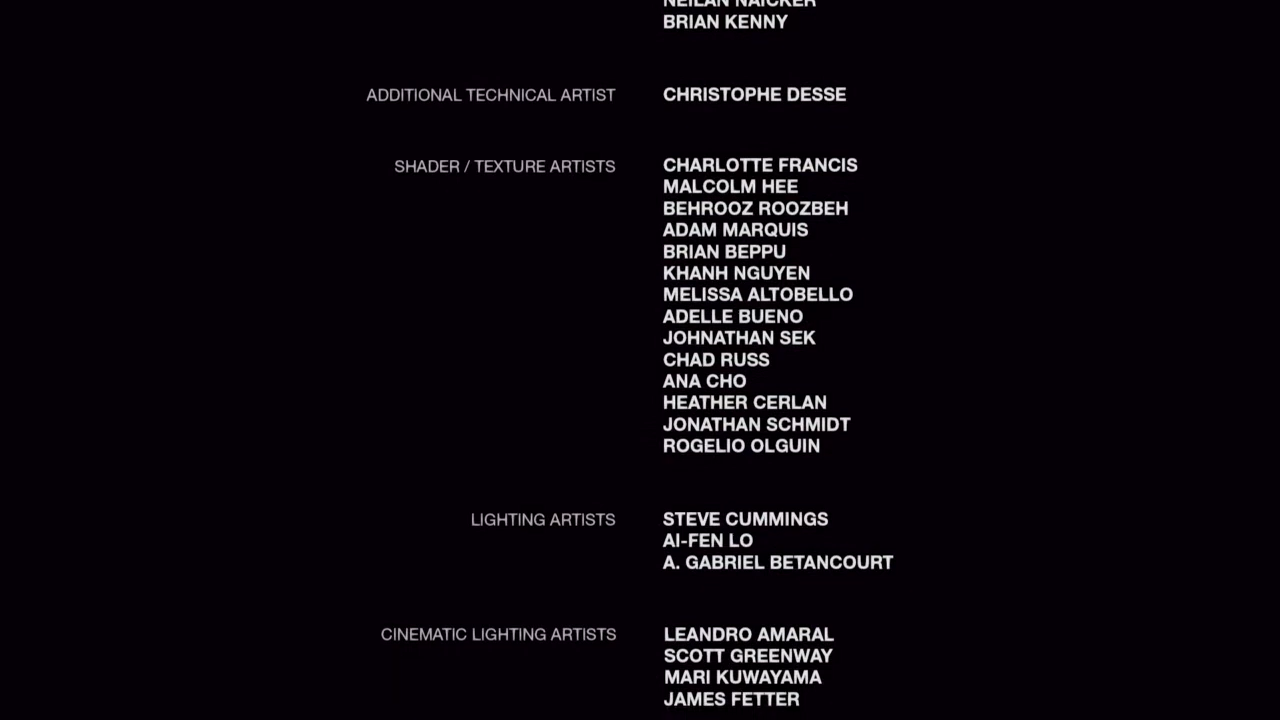 NEILAN NAICKER
BRIAN KENNY
ADDITIONAL TECHNICAL ARTIST CHRISTOPHE DESSE
SHADER / TEXTURE ARTISTS CHARLOTTE FRANCIS
MALCOLM HEE
BEHROOZ ROOZBEH
ADAM MARQUIS
BRIAN BEPPU
KHANH NGUYEN
MELISSA ALTOBELLO
ADELLE BUENO
JOHNATHAN SEK
CHAD RUSS
ANA CHO
HEATHER CERLAN
JONATHAN SCHMIDT
ROGELIO OLGUIN
LIGHTING ARTISTS STEVE CUMMINGS
AI-FEN LO
A. GABRIEL BETANCOURT
CINEMATIC LIGHTING ARTISTS LEANDRO AMARAL
SCOTT GREENWAY
MARI KUWAYAMA
JAMES FETTER